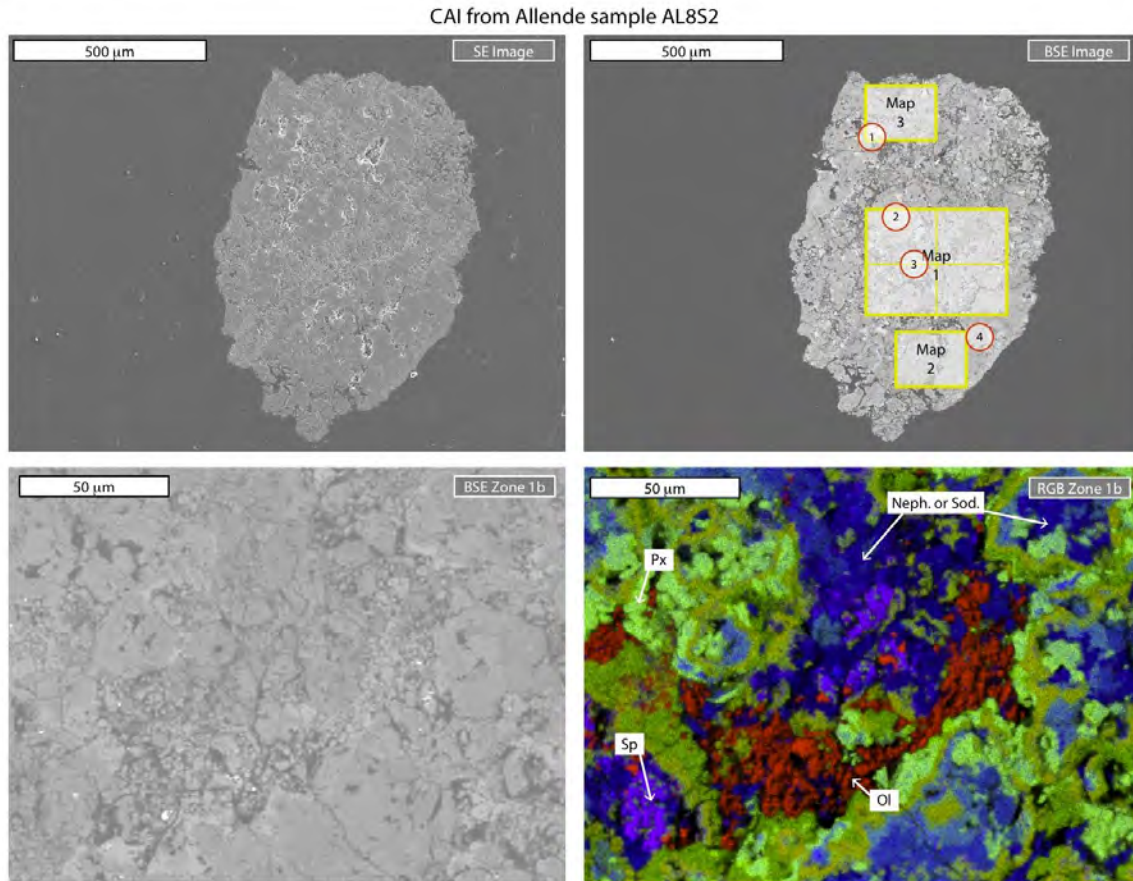 CAI from Allende sample AL8S2
500 μm
SE Image
500 μm
BSE Image
Map
3
1
2
3
Map
1
4
Map
2
50 μm
BSE Zone 1b
50 μm
RGB Zone 1b
Neph. or Sod.
Px
Sp
Ol